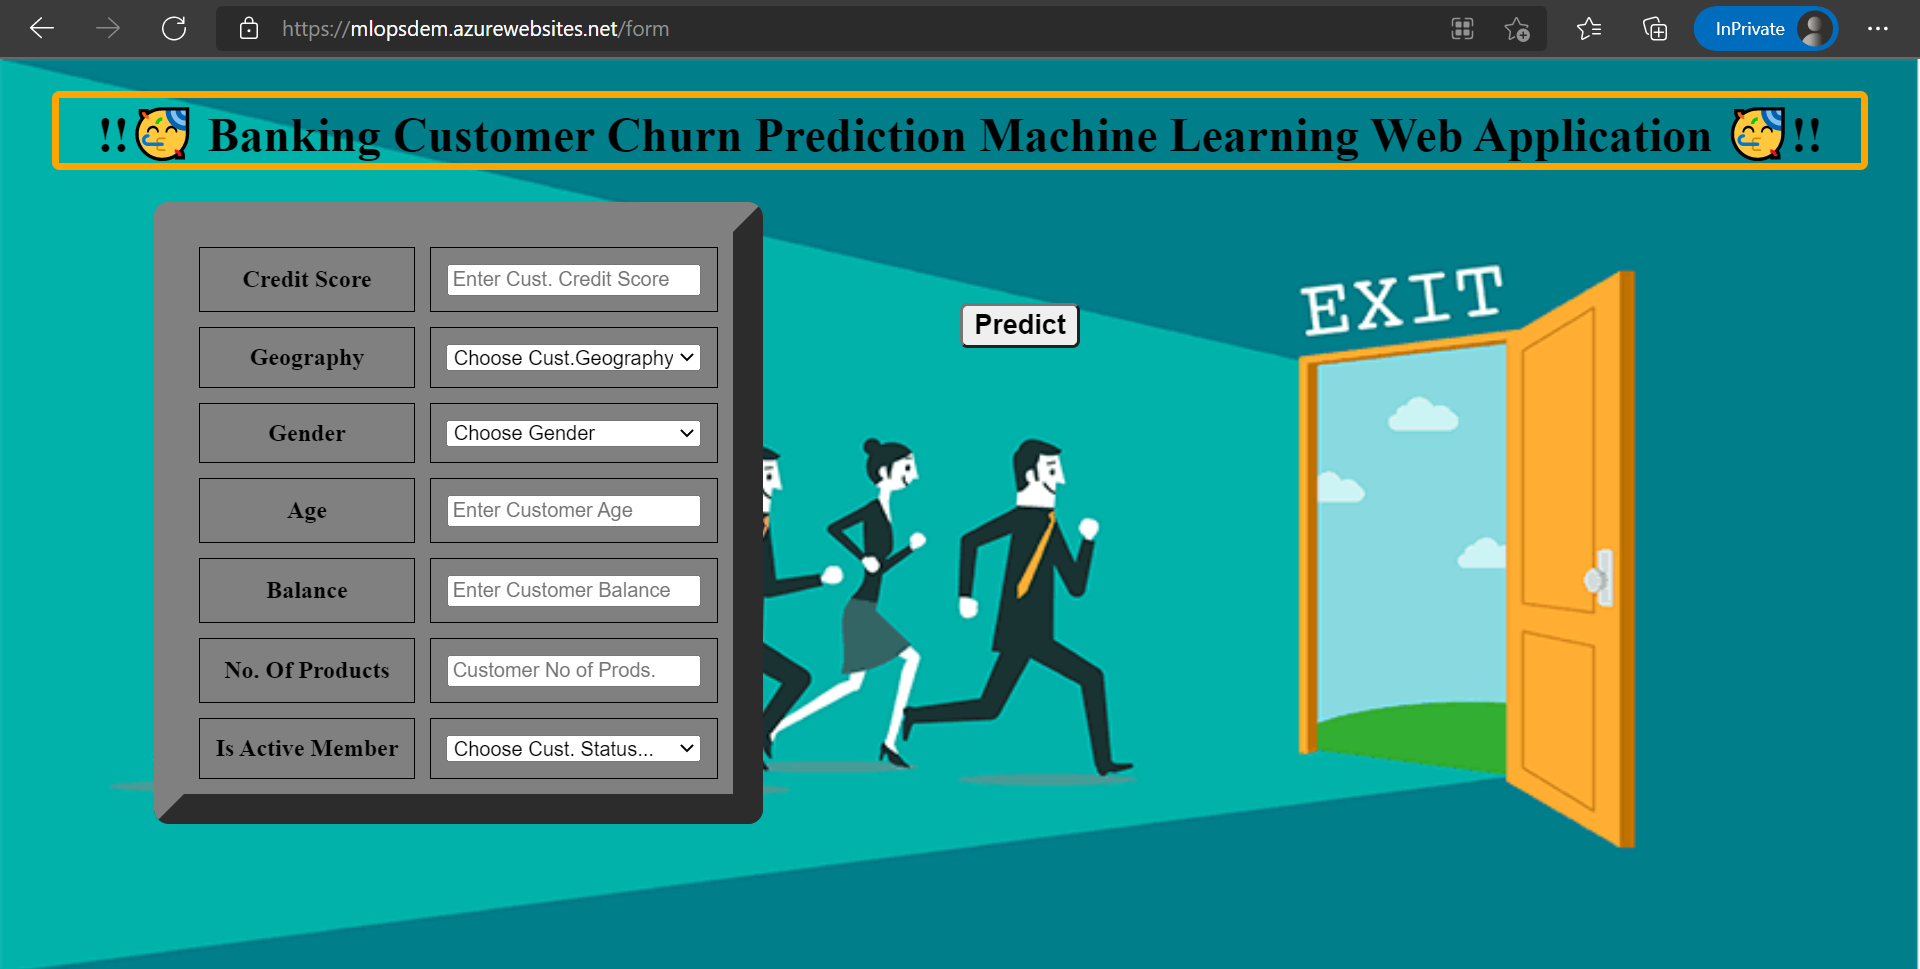 https://mlopsdem.azurewebsites.net/form
InPrivate
!!🥳 Banking Customer Churn Prediction Machine Learning Web Application 🥳!!
Credit Score
Enter Cust. Credit Score
Geography
Choose Cust.Geography
Gender
Choose Gender
Age
Enter Customer Age
Balance
Enter Customer Balance
No. Of Products
Customer No of Prods.
Is Active Member
Choose Cust. Status...
Predict
EXIT